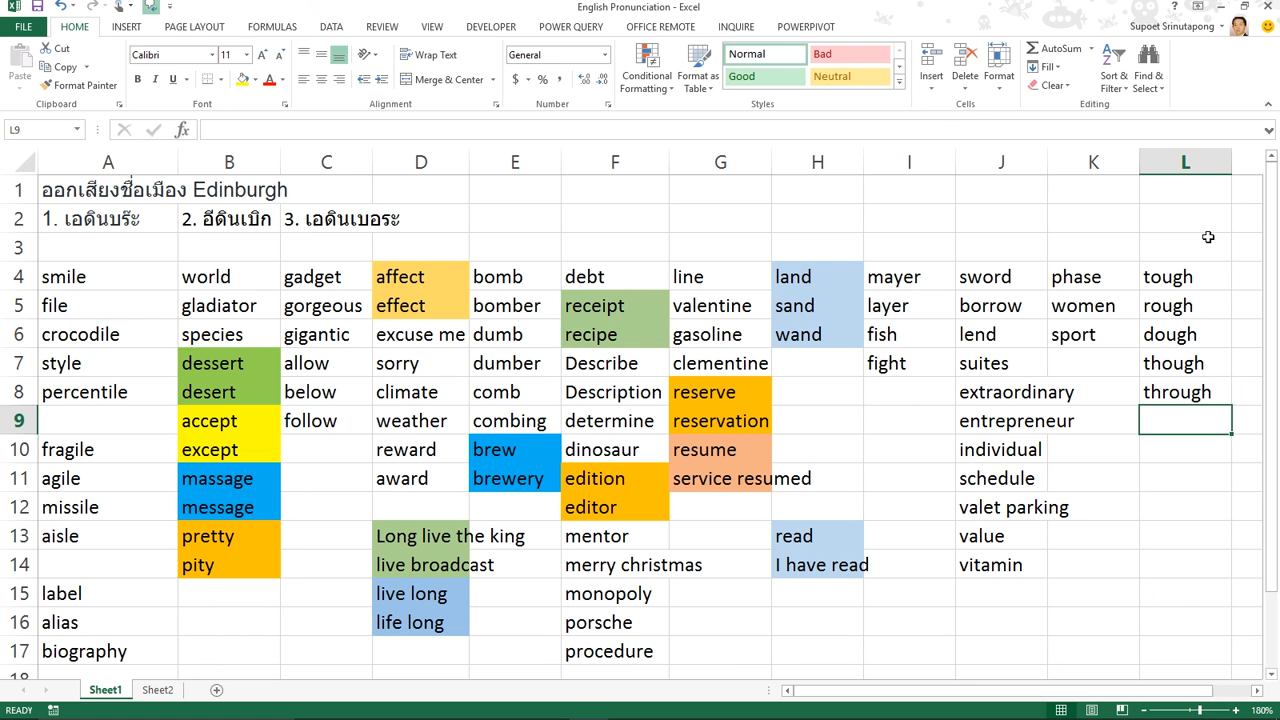 English Pronunciation - Excel
FILE HOME INSERT PAGE LAYOUT FORMULAS DATA REVIEW VIEW DEVELOPER POWER QUERY OFFICE REMOTE INQUIRE POWERPIVOT Supoet Srinutapong
Paste Cut Copy Format Painter Clipboard
Calibri 11 B I U A Font
Wrap Text Merge & Center Alignment
General $ % , Number
Conditional Formatting Format as Table Normal Bad Good Neutral Styles
Insert Delete Format Cells
AutoSum Fill Clear Sort & Filter Find & Select Editing
L9 fx
A B C D E F G H I J K L
1 ออกเสียงชื่อเมือง Edinburgh
2 1. เอดินบร๊ะ 2. อีดินเบิก 3. เอดินเบอระ
3
4 smile world gadget affect bomb debt line land mayer sword phase tough
5 file gladiator gorgeous effect bomber receipt valentine sand layer borrow women rough
6 crocodile species gigantic excuse me dumb recipe gasoline wand fish lend sport dough
7 style dessert allow sorry dumber Describe clementine fight suites though
8 percentile desert below climate comb Description reserve extraordinary through
9 accept follow weather combing determine reservation entrepreneur
10 fragile except reward brew dinosaur resume individual
11 agile massage award brewery edition service resumed schedule
12 missile message editor valet parking
13 aisle pretty Long live the king mentor read value
14 pity live broadcast merry christmas I have read vitamin
15 label live long monopoly
16 alias life long porsche
17 biography procedure
18
Sheet1 Sheet2
READY 180%